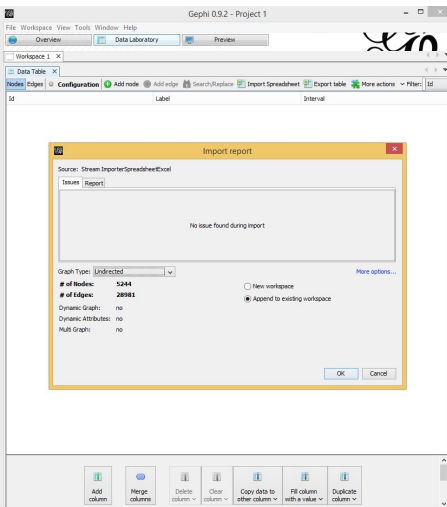 Gephi 0.9.2 - Project 1
File Workspace View Tools Window Help
Overview Data Laboratory Preview
Workspace 1 X
Data Table X
Nodes Edges Configuration Add node Add edge Search/Replace Import Spreadsheet Export table More actions Filter: Id
Id Label Interval
Import report
Source: Stream ImporterSpreadsheetExcel
Issues Report
No issue found during import
Graph Type: Undirected More options...
# of Nodes: 5244 New workspace
# of Edges: 28981 Append to existing workspace
Dynamic Graph: no
Dynamic Attributes: no
Multi Graph: no
OK Cancel
Add column Merge columns Delete column Clear column Copy data to other column Fill column with a value Duplicate column